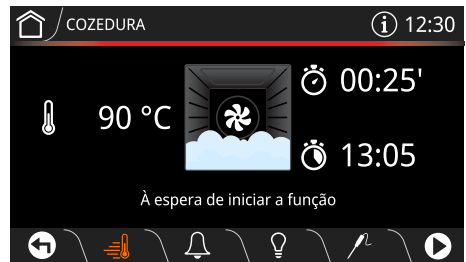 COZEDURA
12:30
90 °C
00:25'
13:05
À espera de iniciar a função